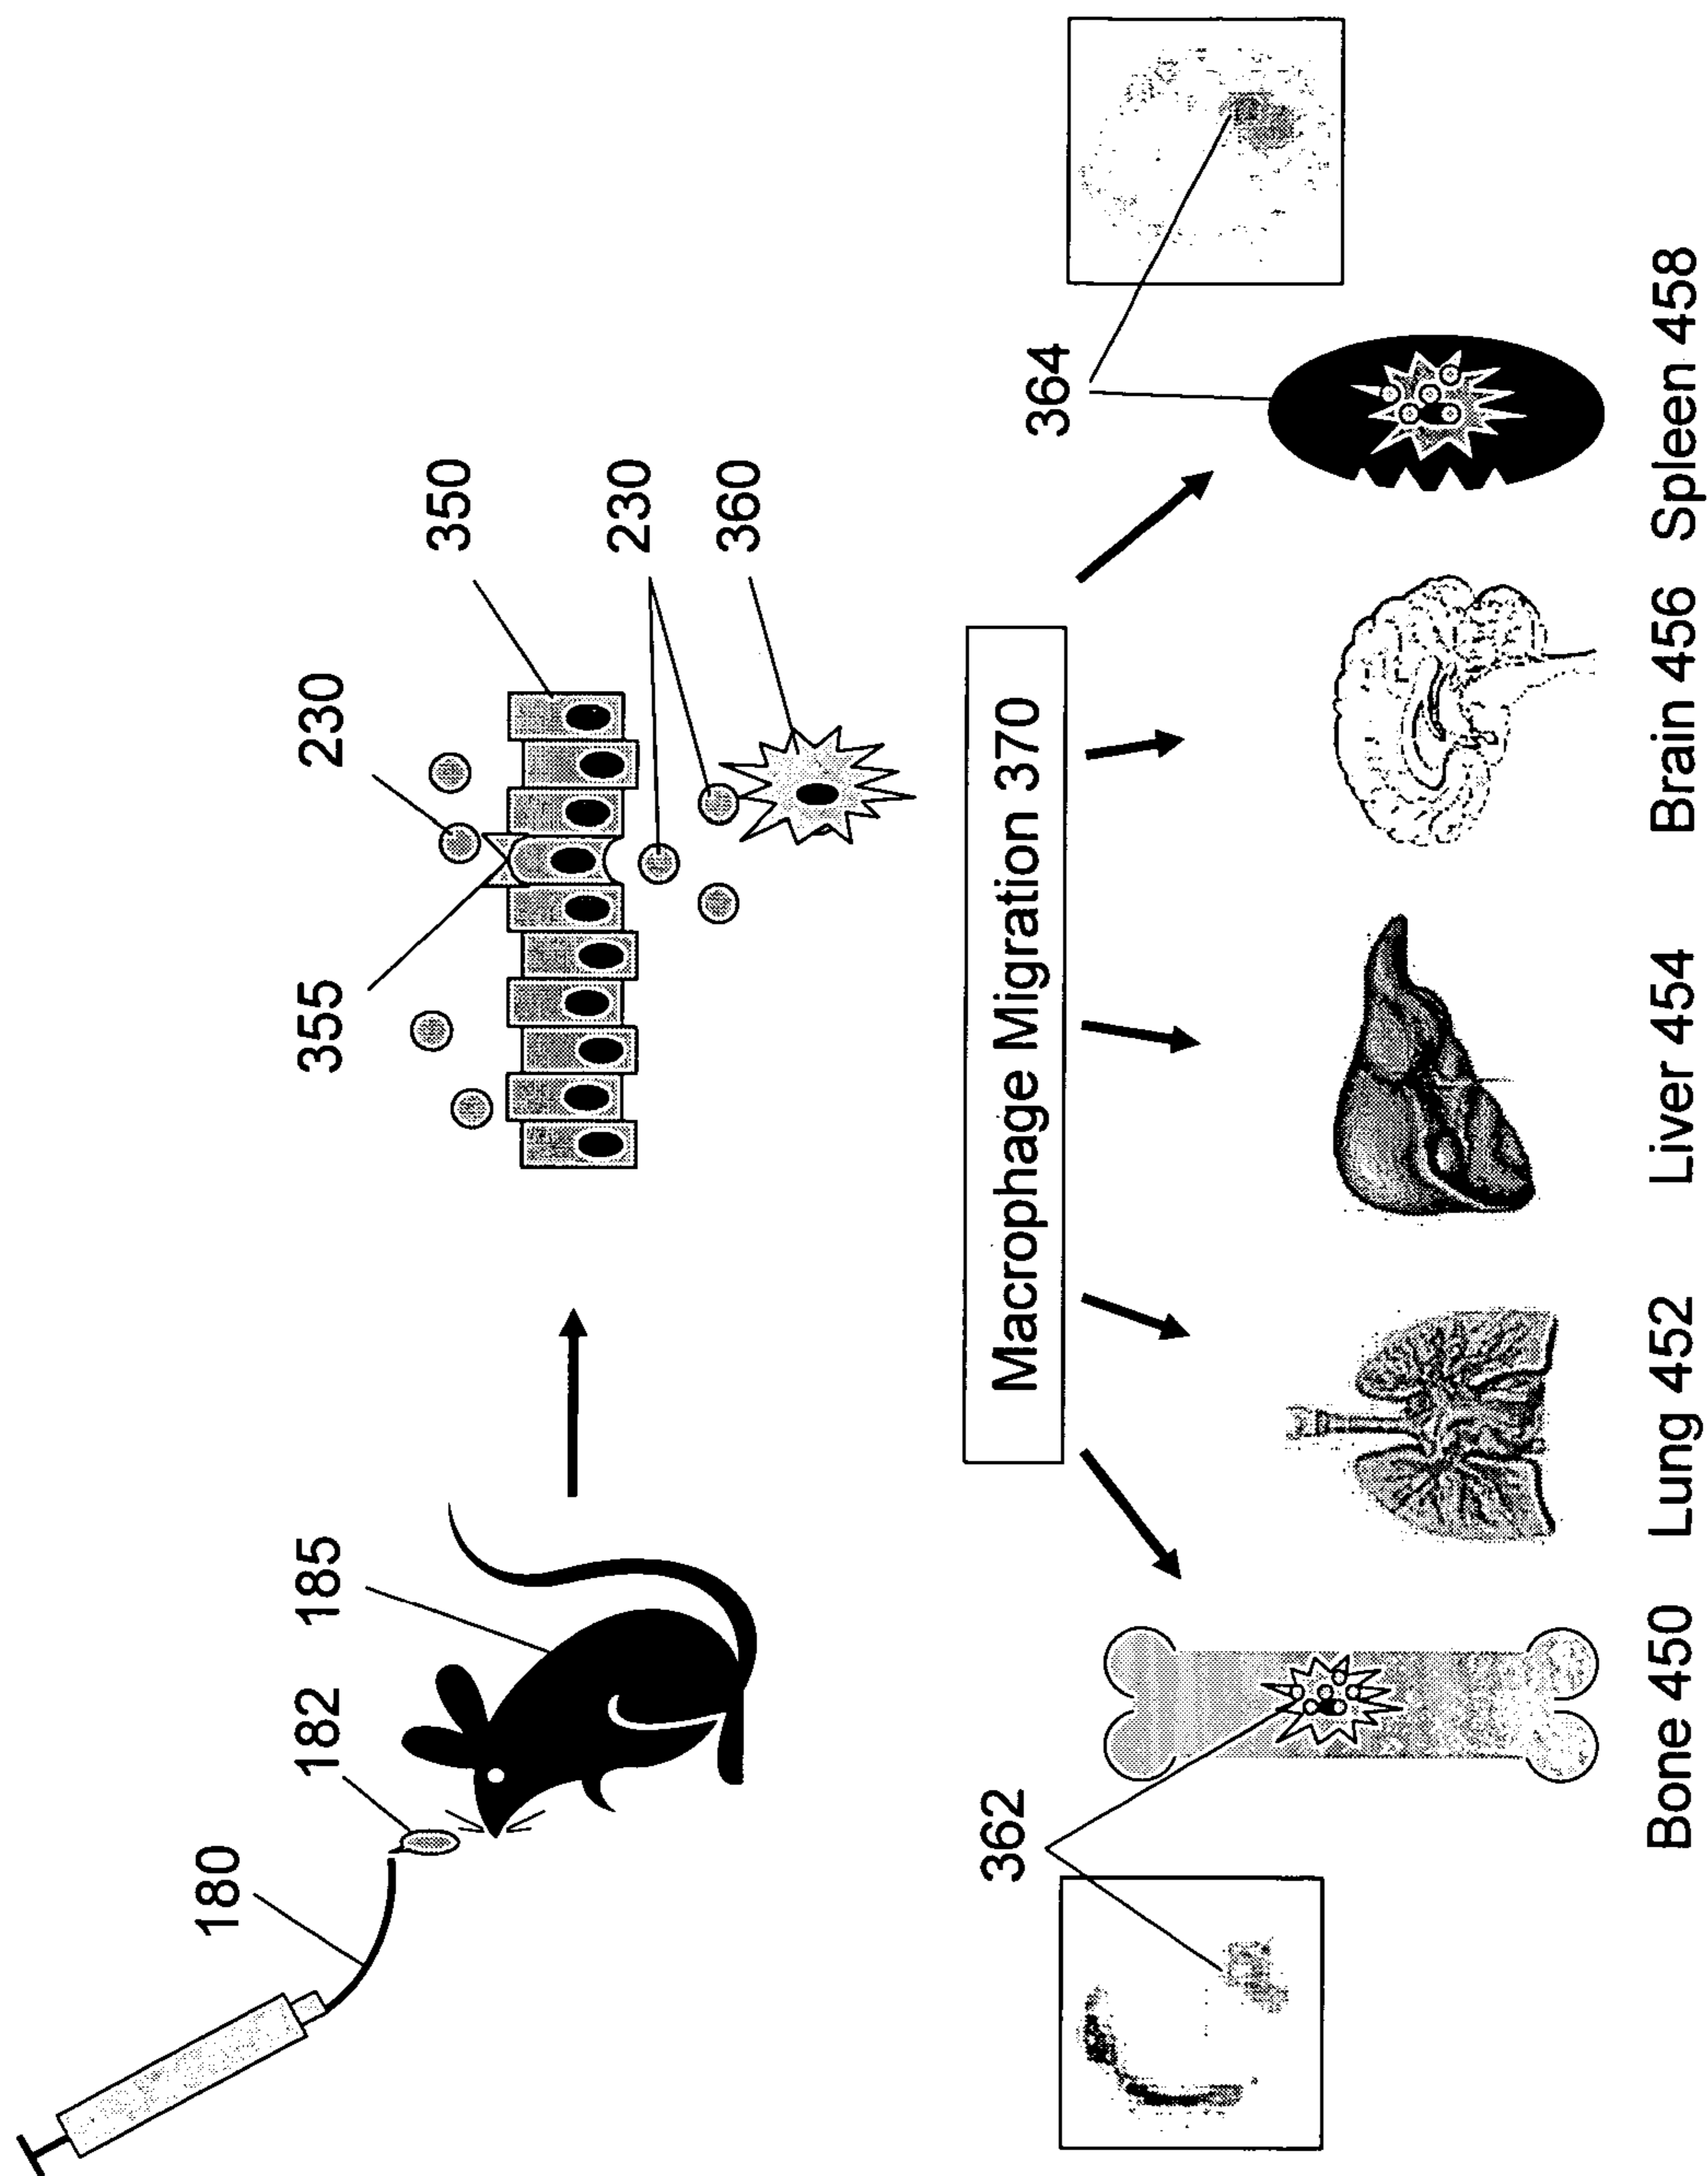 180
182
185
355
230
350
230
360
Macrophage Migration 370
362
364
Bone 450
Lung 452
Liver 454
Brain 456
Spleen 458